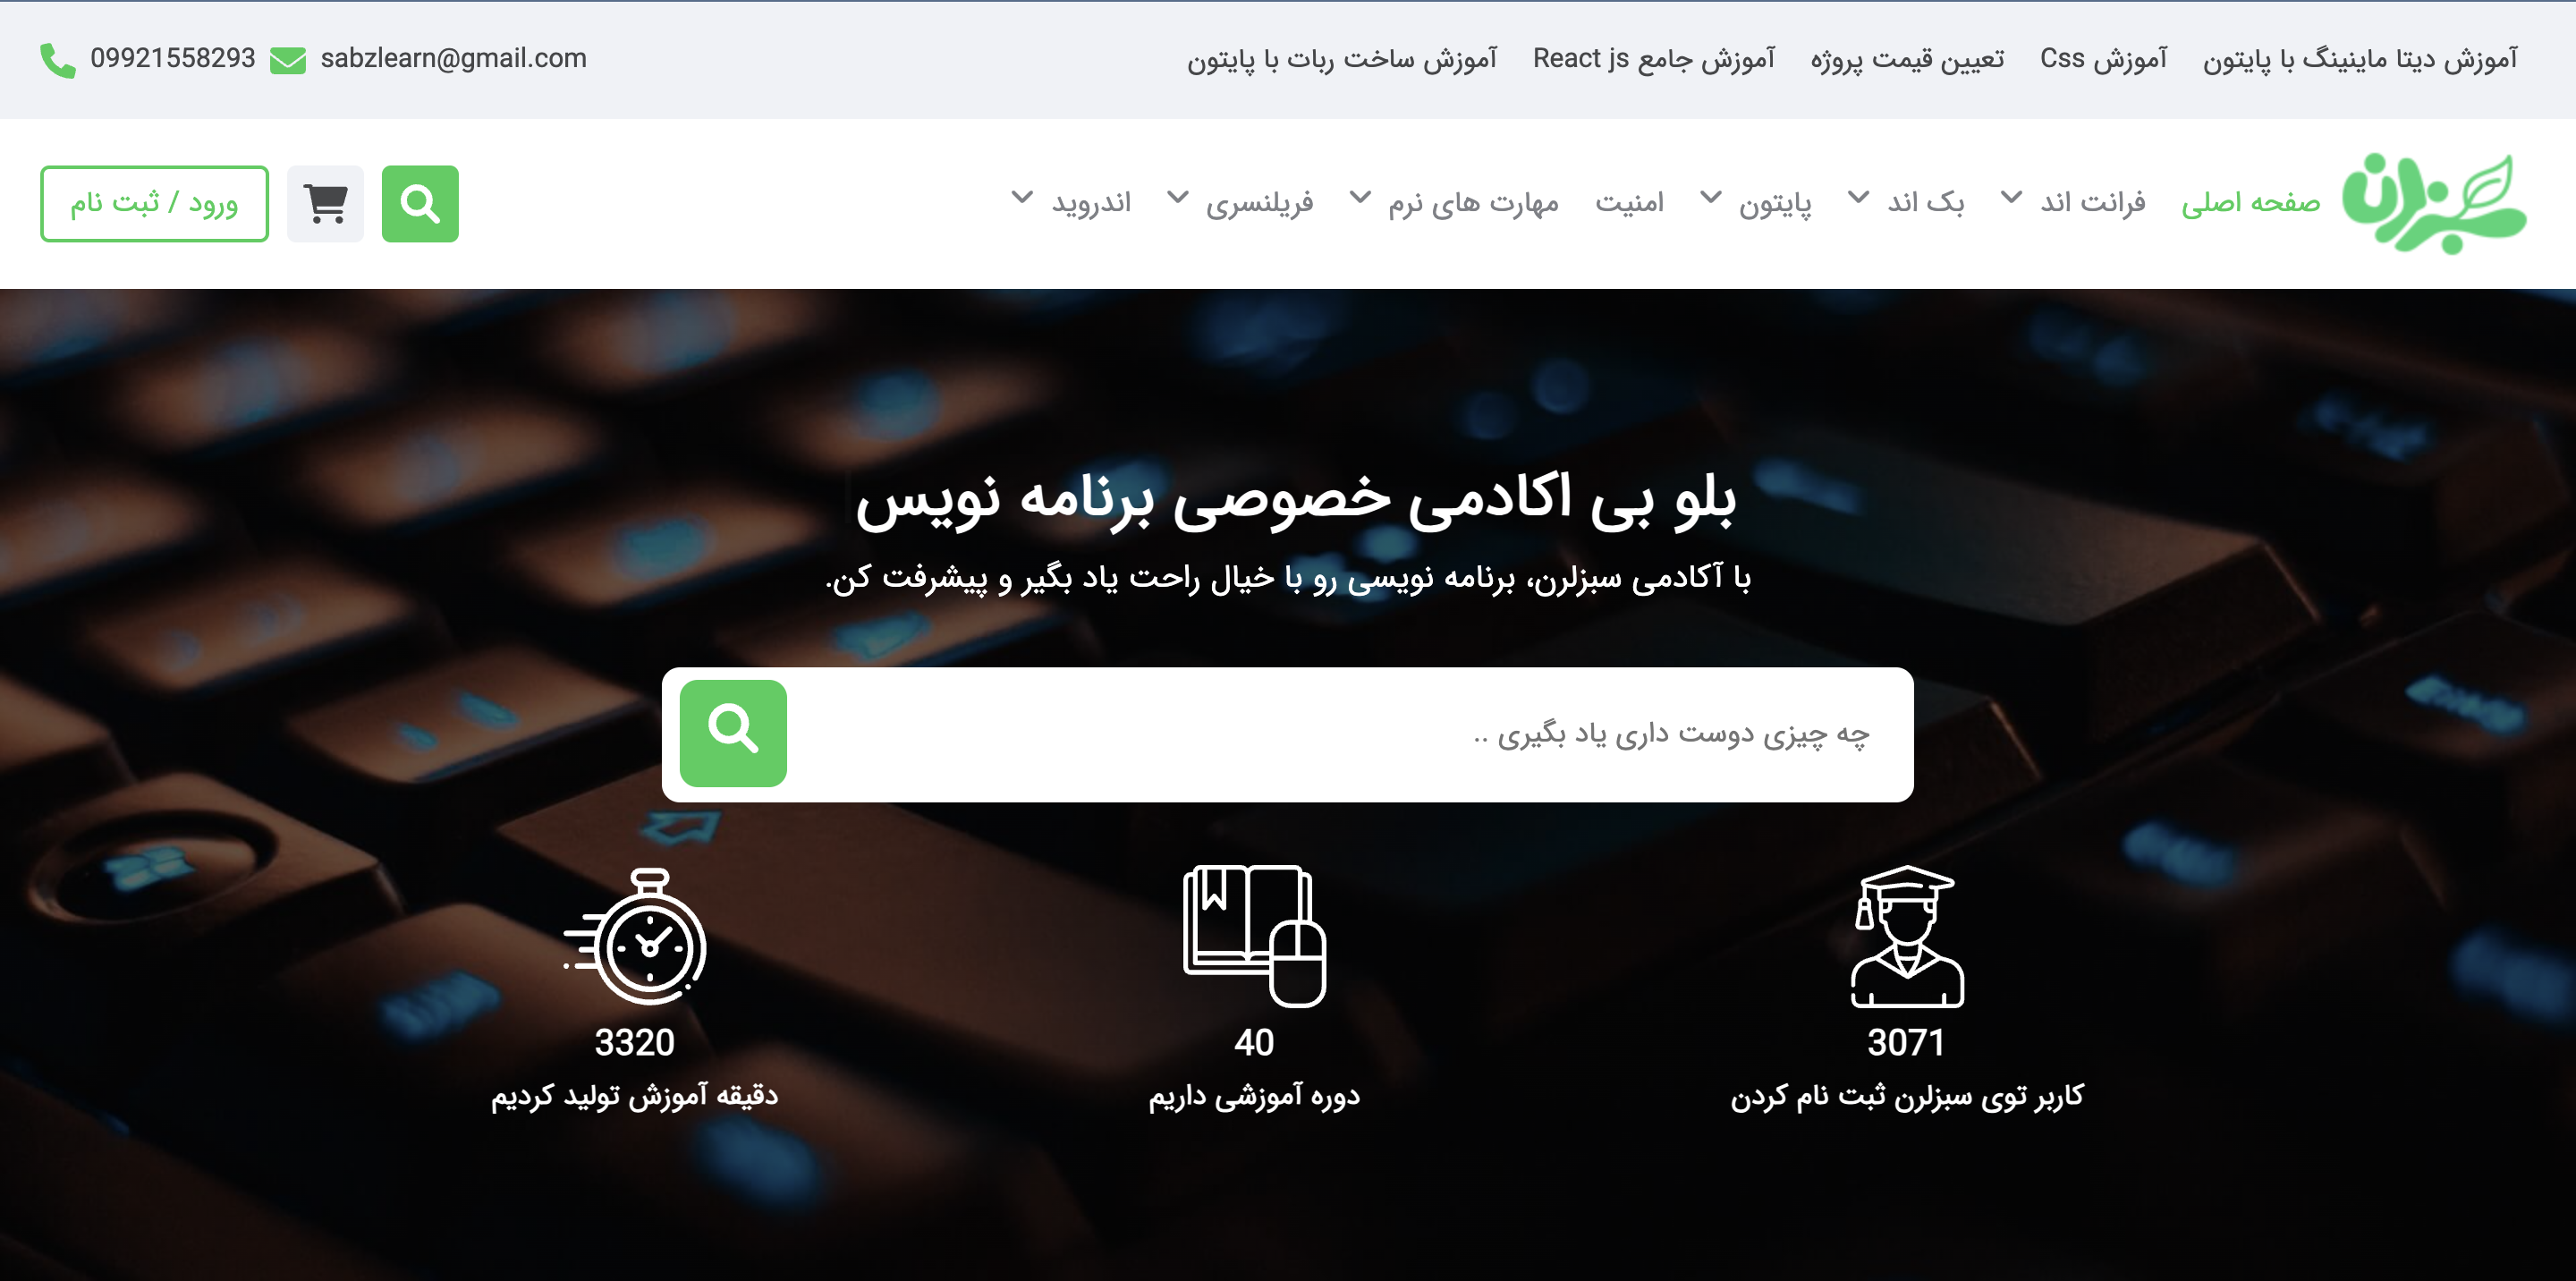 آموزش دیتا ماینینگ با پایتون آموزش Css تعیین قیمت پروژه آموزش جامع React js آموزش ساخت ربات با پایتون
sabzlearn@gmail.com 09921558293
سبزلرن
صفحه اصلی فرانت اند بک اند پایتون امنیت مهارت های نرم فریلنسری اندروید
ورود / ثبت نام
بلو بی اکادمی خصوصی برنامه نویس
با آکادمی سبزلرن، برنامه نویسی رو با خیال راحت یاد بگیر و پیشرفت کن.
چه چیزی دوست داری یاد بگیری ..
3071
کاربر توی سبزلرن ثبت نام کردن
40
دوره آموزشی داریم
3320
دقیقه آموزش تولید کردیم